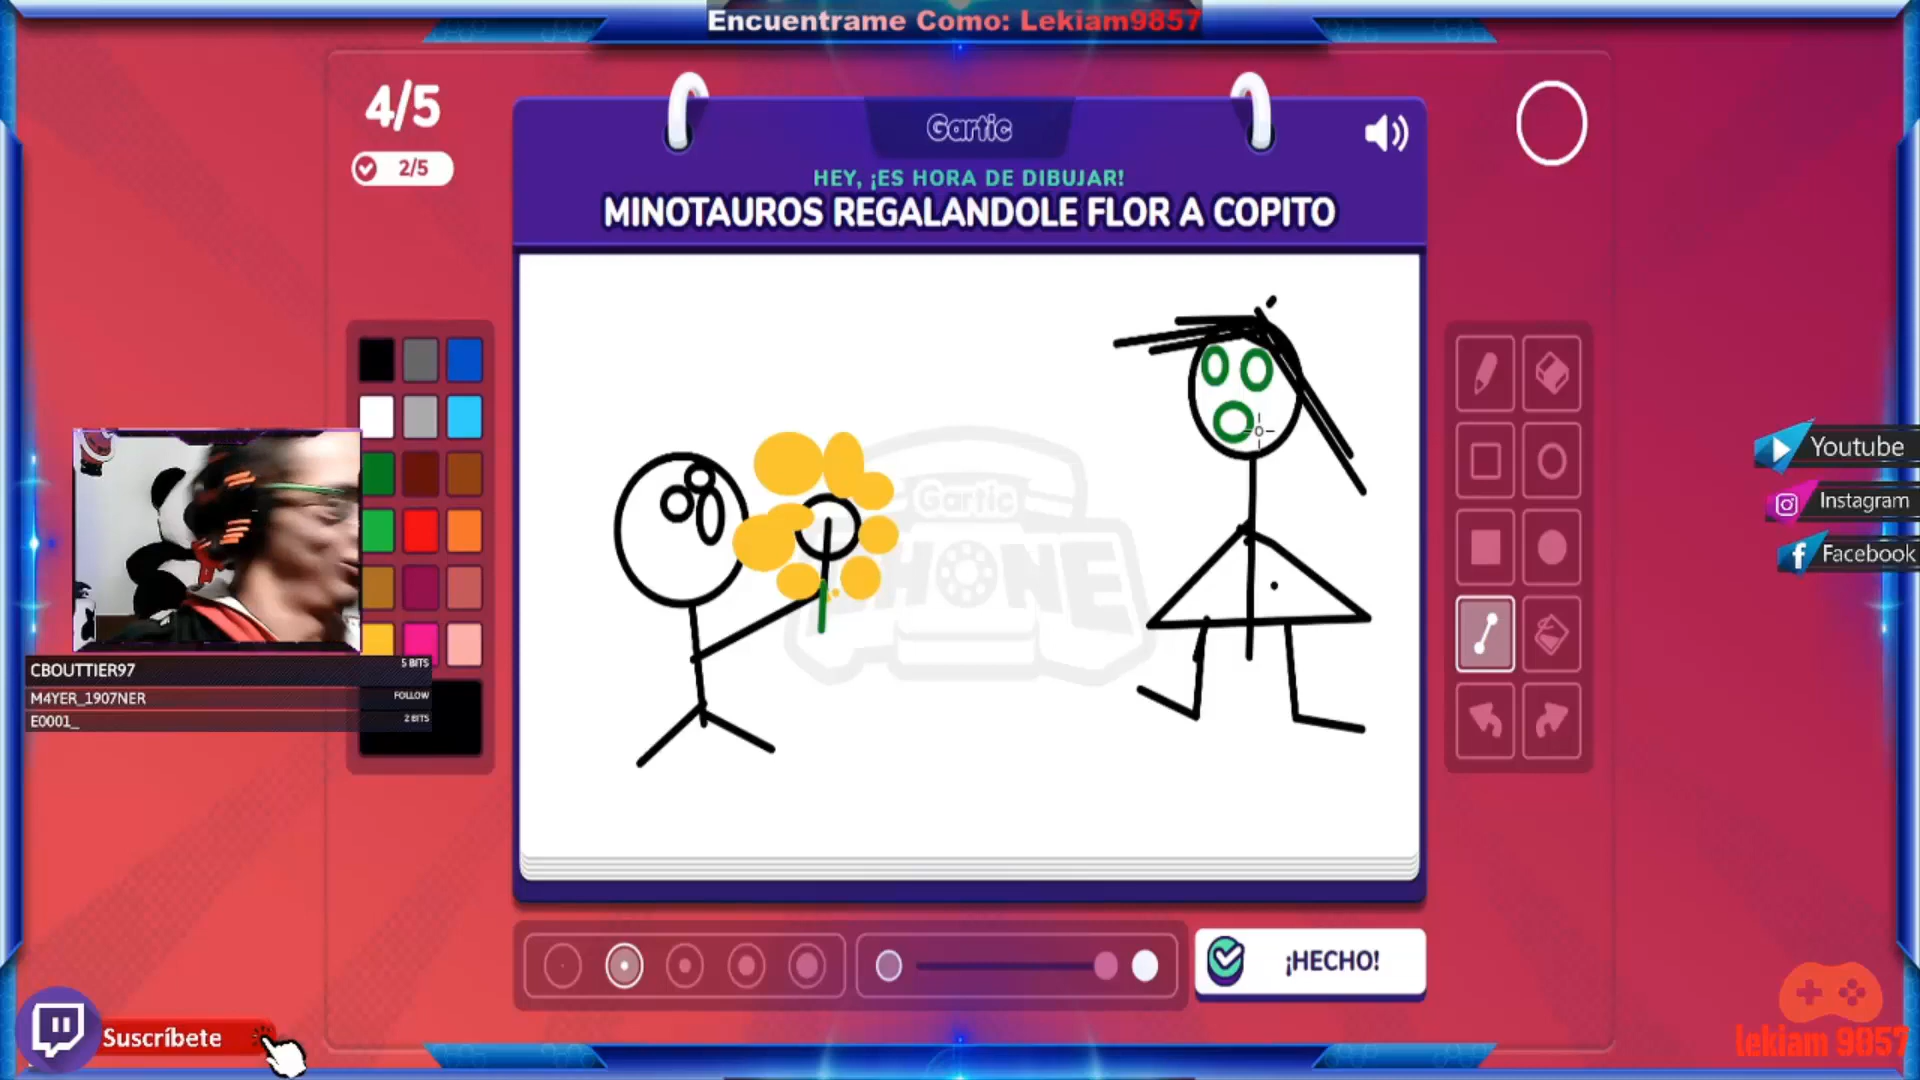 Encuentrame Como: Lekiam9857
4/5
2/5
Gartic
HEY, ¡ES HORA DE DIBUJAR!
MINOTAUROS REGALANDOLE FLOR A COPITO
Gartic
PHONE
Youtube
Instagram
Facebook
CBOUTTIER97 5 BITS
M4YER_1907NER FOLLOW
E0001_ 2 BITS
¡HECHO!
Suscríbete
lekiam 9857